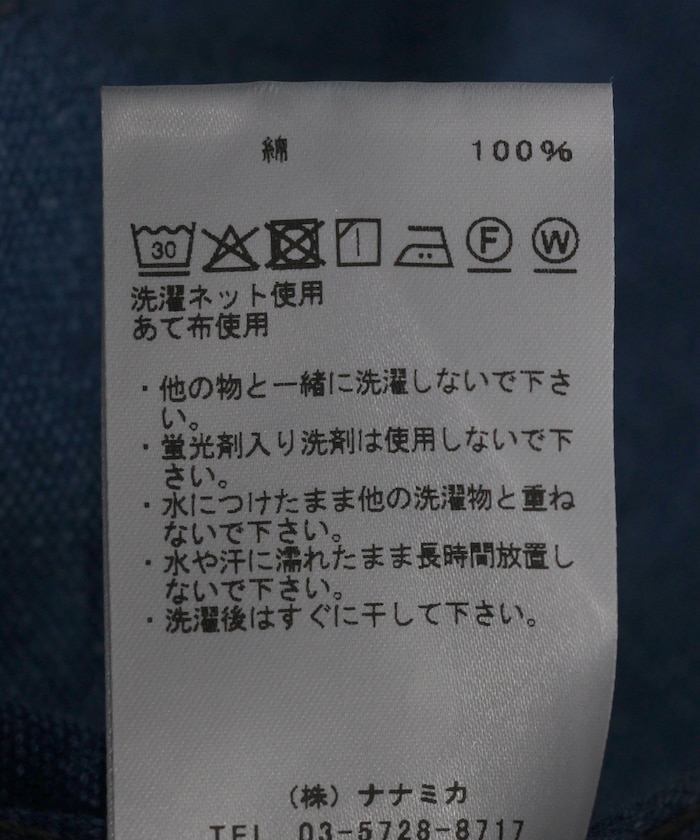 綿 100%
30 F W
洗濯ネット使用
あて布使用
・他の物と一緒に洗濯しないで下さ
い。
・蛍光剤入り洗剤は使用しないで下
さい。
・水につけたまま他の洗濯物と重ね
ないで下さい。
・水や汗に濡れたまま長時間放置し
ないで下さい。
・洗濯後はすぐに干して下さい。
(株) ナナミカ
TEL 03-5728-8717